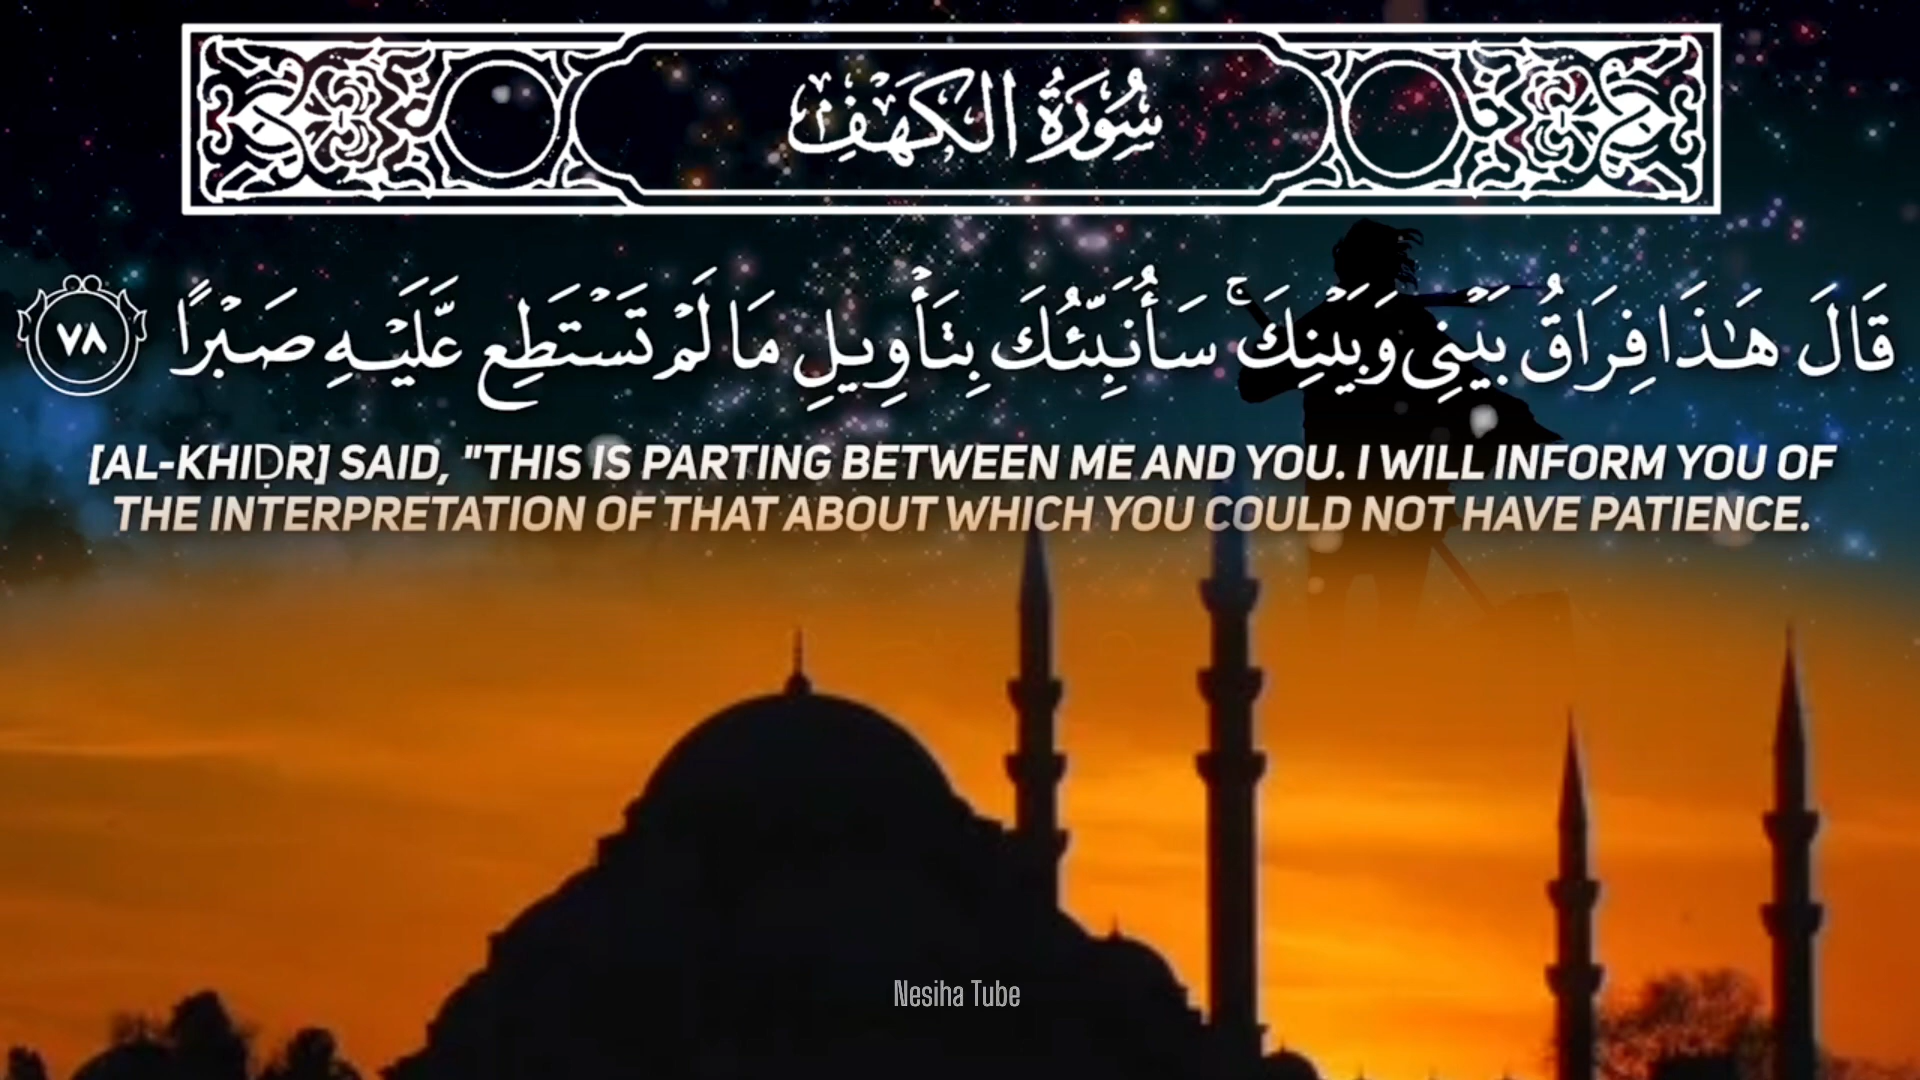 سُورَةُ الكَهْفِ
قَالَ هَٰذَا فِرَاقُ بَيْنِى وَبَيْنِكَ ۚ سَأُنَبِّئُكَ بِتَأْوِيلِ مَا لَمْ تَسْتَطِع عَّلَيْهِ صَبْرًا ٧٨
[AL-KHIḌR] SAID, "THIS IS PARTING BETWEEN ME AND YOU. I WILL INFORM YOU OF
THE INTERPRETATION OF THAT ABOUT WHICH YOU COULD NOT HAVE PATIENCE.
Nesiha Tube